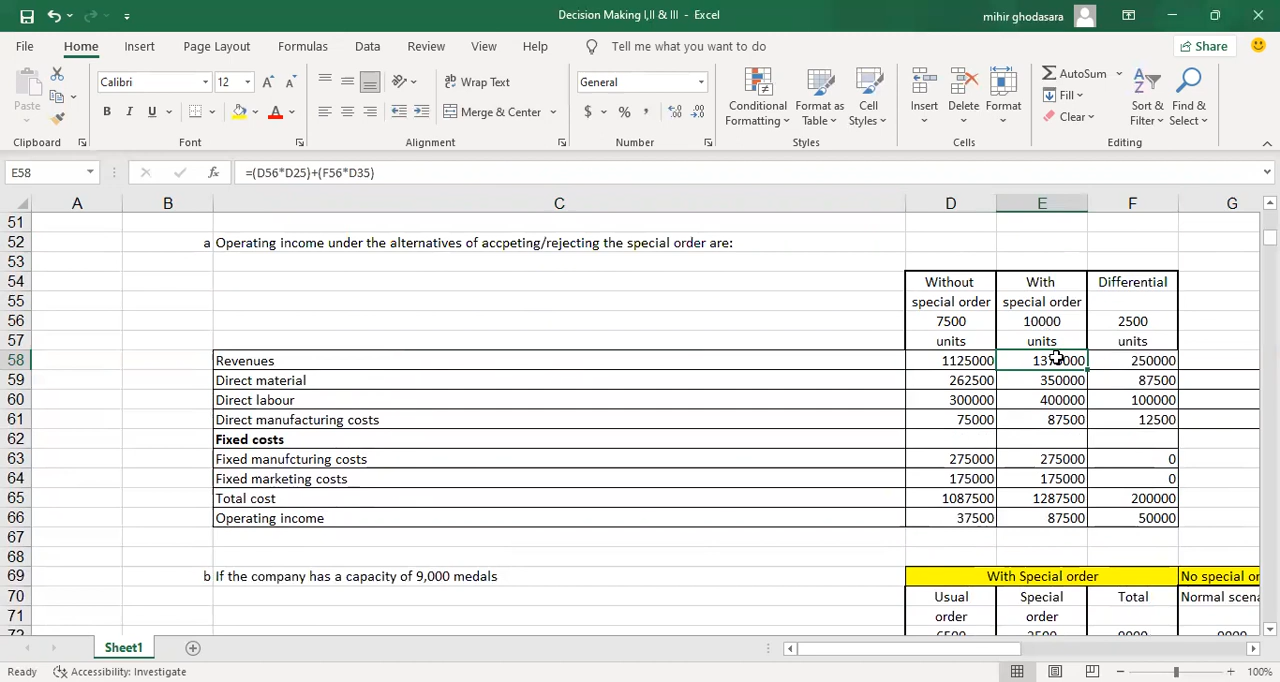 Decision Making I,II & III - Excel
mihir ghodasara
File Home Insert Page Layout Formulas Data Review View Help Tell me what you want to do Share
Paste
Calibri 12
B I U
Wrap Text
Merge & Center
General
$ % ,
Conditional Formatting
Format as Table
Cell Styles
Insert Delete Format
AutoSum
Fill
Clear
Sort & Filter
Find & Select
Clipboard Font Alignment Number Styles Cells Editing
E58 fx =(D56*D25)+(F56*D35)
A B C D E F G
51
52 a Operating income under the alternatives of accpeting/rejecting the special order are:
53
54 Without With Differential
55 special order special order
56 7500 10000 2500
57 units units units
58 Revenues 1125000 250000
59 Direct material 262500 350000 87500
60 Direct labour 300000 400000 100000
61 Direct manufacturing costs 75000 87500 12500
62 Fixed costs
63 Fixed manufcturing costs 275000 275000 0
64 Fixed marketing costs 175000 175000 0
65 Total cost 1087500 1287500 200000
66 Operating income 37500 87500 50000
67
68
69 b If the company has a capacity of 9,000 medals With Special order No special
70 Usual Special Total Normal
71 order order
Sheet1
Ready Accessibility: Investigate 100%